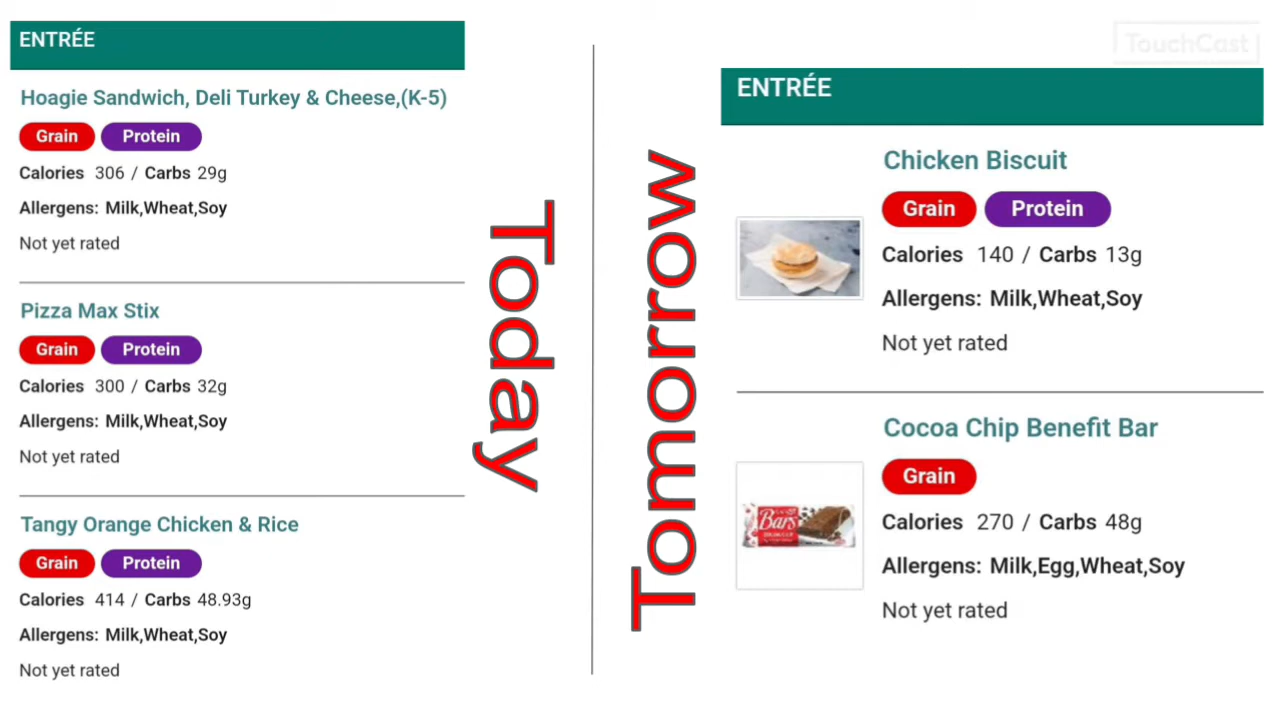 ENTRÉE
Hoagie Sandwich, Deli Turkey & Cheese,(K-5)
Grain Protein
Calories 306 / Carbs 29g
Allergens: Milk,Wheat,Soy
Not yet rated
Pizza Max Stix
Grain Protein
Calories 300 / Carbs 32g
Allergens: Milk,Wheat,Soy
Not yet rated
Tangy Orange Chicken & Rice
Grain Protein
Calories 414 / Carbs 48.93g
Allergens: Milk,Wheat,Soy
Not yet rated
Today
Tomorrow
TouchCast
ENTRÉE
Chicken Biscuit
Grain Protein
Calories 140 / Carbs 13g
Allergens: Milk,Wheat,Soy
Not yet rated
Cocoa Chip Benefit Bar
Grain
Calories 270 / Carbs 48g
Allergens: Milk,Egg,Wheat,Soy
Not yet rated
Bars